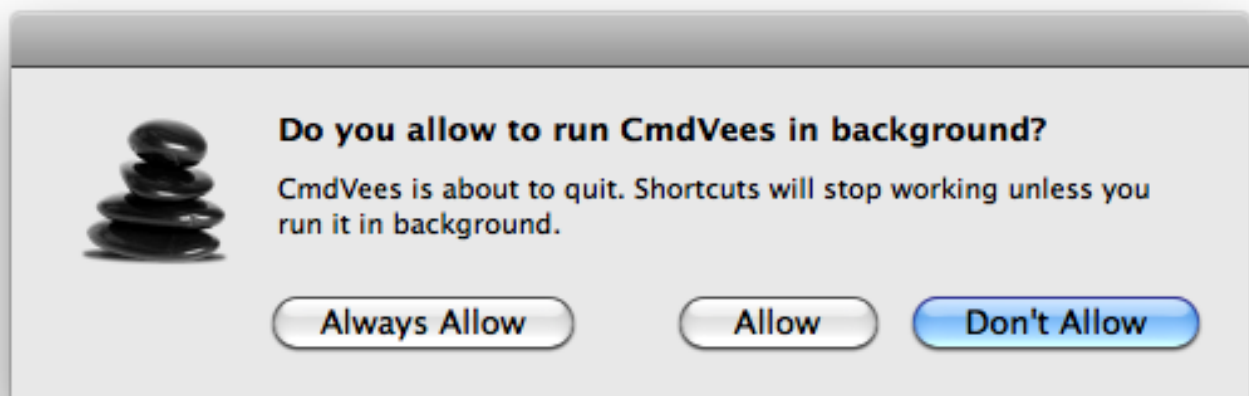 Do you allow to run CmdVees in background?
CmdVees is about to quit. Shortcuts will stop working unless you
run it in background.
Always Allow Allow Don't Allow